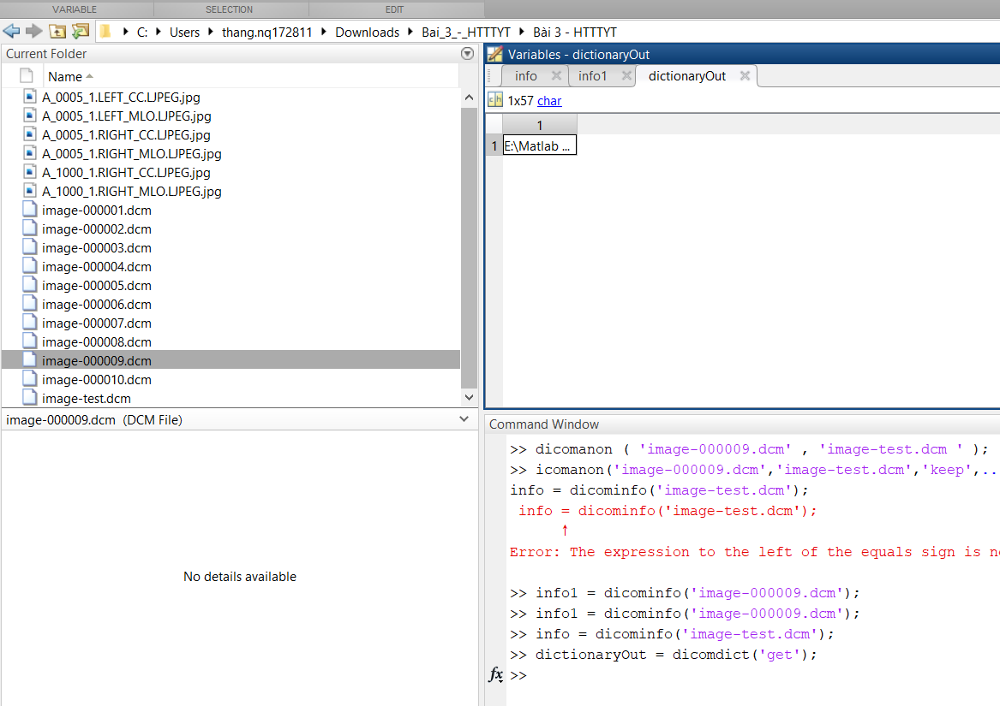 VARIABLE SELECTION EDIT
C: Users thang.nq172811 Downloads Bai_3_-_HTTTYT Bài 3 - HTTTYT
Current Folder
Name
A_0005_1.LEFT_CC.LJPEG.jpg
A_0005_1.LEFT_MLO.LJPEG.jpg
A_0005_1.RIGHT_CC.LJPEG.jpg
A_0005_1.RIGHT_MLO.LJPEG.jpg
A_1000_1.RIGHT_CC.LJPEG.jpg
A_1000_1.RIGHT_MLO.LJPEG.jpg
image-000001.dcm
image-000002.dcm
image-000003.dcm
image-000004.dcm
image-000005.dcm
image-000006.dcm
image-000007.dcm
image-000008.dcm
image-000009.dcm
image-000010.dcm
image-test.dcm
image-000009.dcm (DCM File)
No details available
Variables - dictionaryOut
info info1 dictionaryOut
1x57 char
1
1 E:\Matlab ...
Command Window
>> dicomanon ( 'image-000009.dcm' , 'image-test.dcm ' );
>> icomanon('image-000009.dcm','image-test.dcm','keep',..
info = dicominfo('image-test.dcm');
info = dicominfo('image-test.dcm');
↑
Error: The expression to the left of the equals sign is
>> info1 = dicominfo('image-000009.dcm');
>> info1 = dicominfo('image-000009.dcm');
>> info = dicominfo('image-test.dcm');
>> dictionaryOut = dicomdict('get');
fx >>